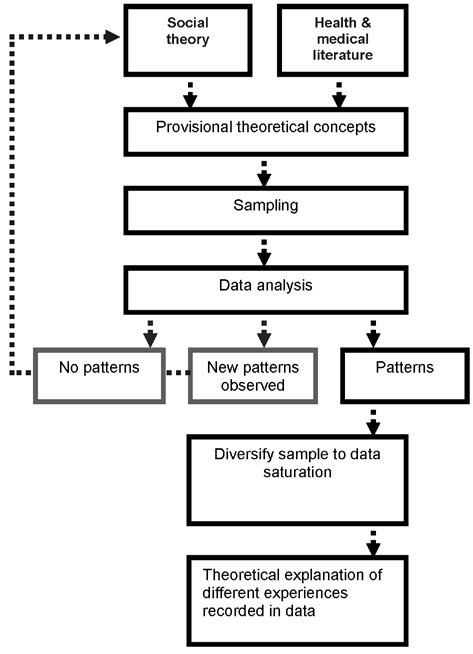 Social
theory
Health &
medical
literature
Provisional theoretical concepts
Sampling
Data analysis
No patterns
New patterns
observed
Patterns
Diversify sample to data
saturation
Theoretical explanation of
different experiences
recorded in data